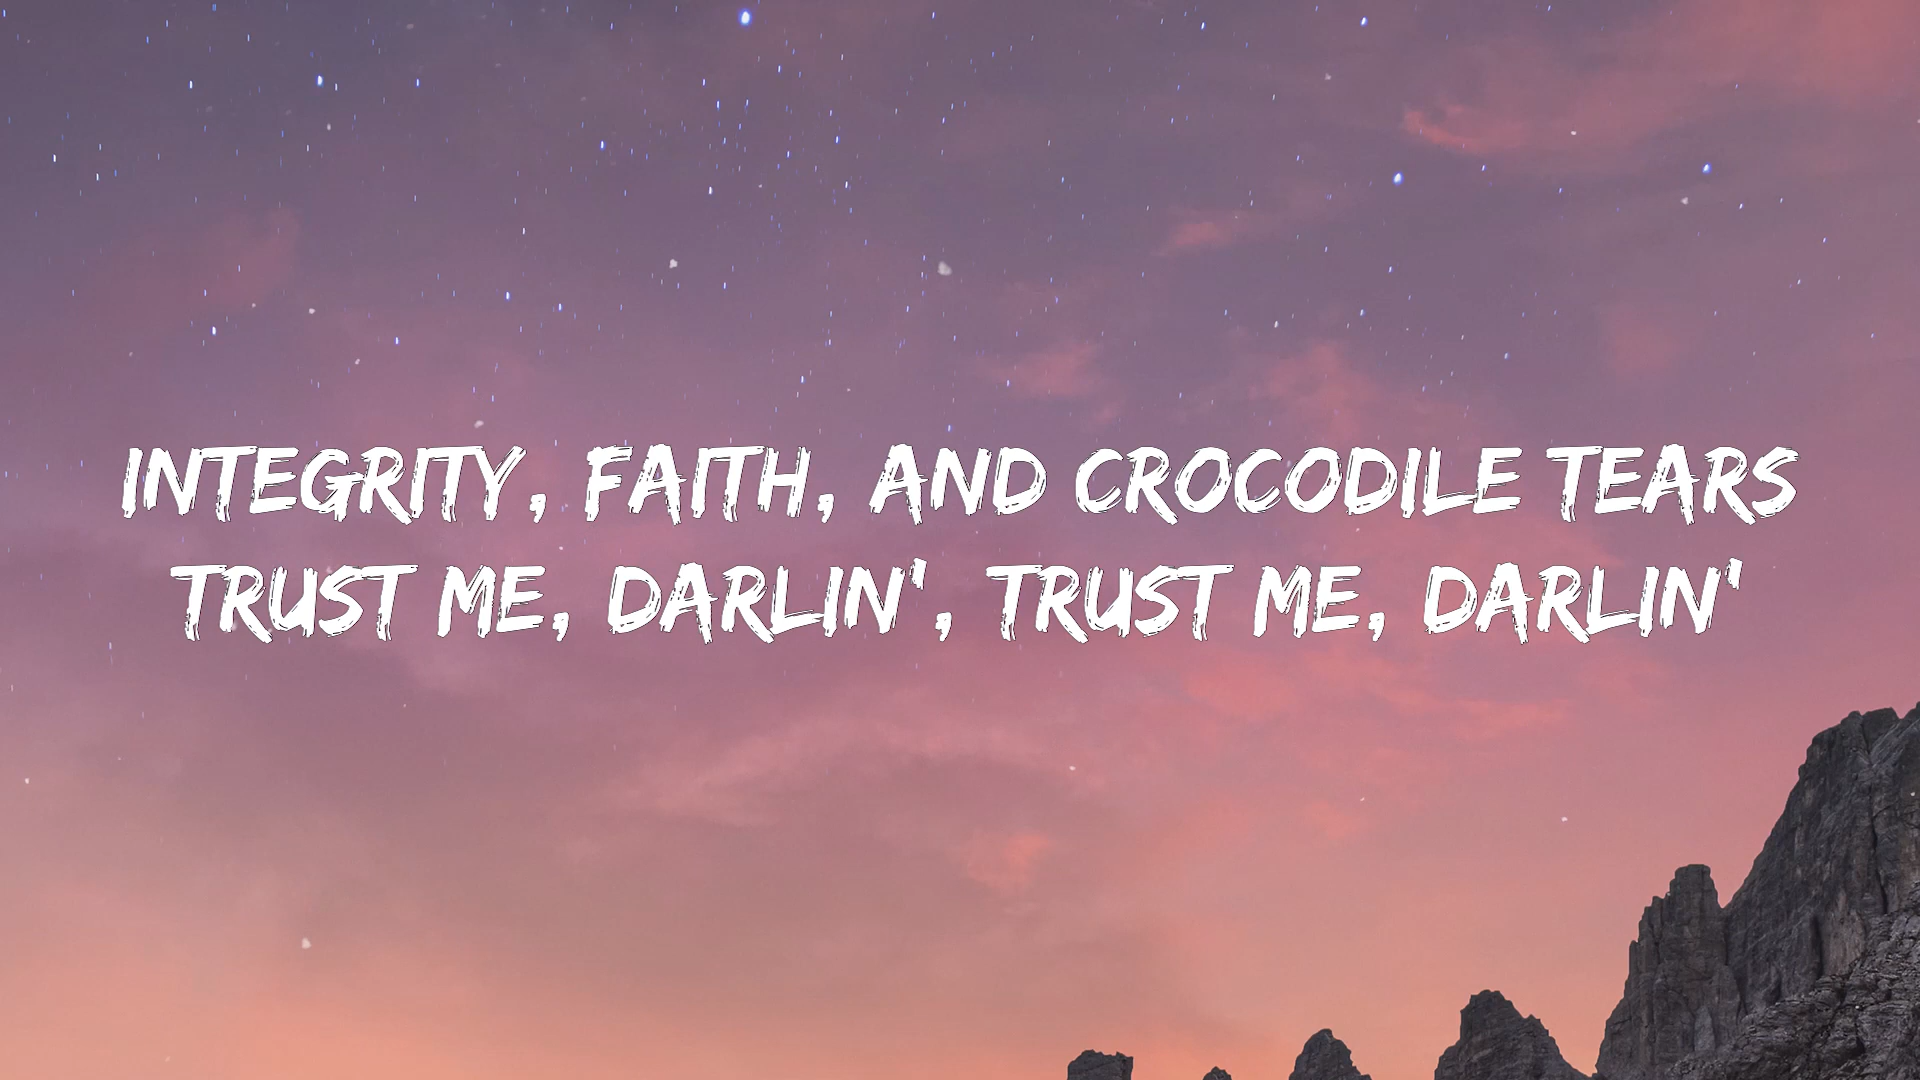 INTEGRITY, FAITH, AND CROCODILE TEARS
TRUST ME, DARLIN', TRUST ME, DARLIN'